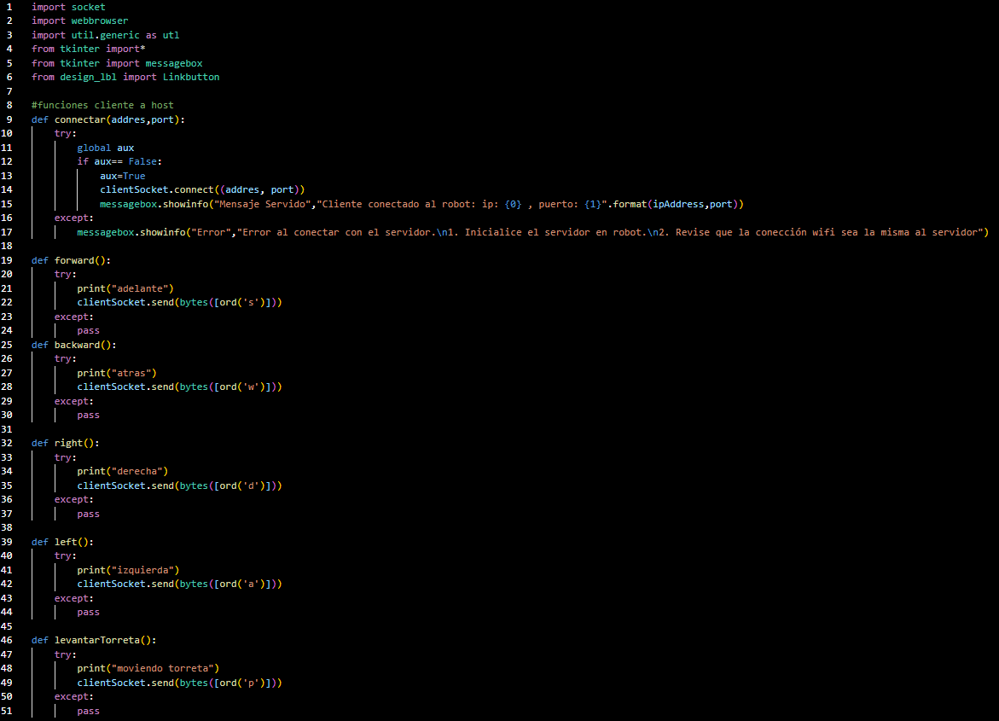 1 import socket
2 import webbrowser
3 import util.generic as utl
4 from tkinter import*
5 from tkinter import messagebox
6 from design_lbl import Linkbutton
7
8 #funciones cliente a host
9 def connectar(addres,port):
10     try:
11         global aux
12         if aux== False:
13             aux=True
14             clientSocket.connect((addres, port))
15             messagebox.showinfo("Mensaje Servido","Cliente conectado al robot: ip: {0} , puerto: {1}".format(ipAddress,port))
16     except:
17         messagebox.showinfo("Error","Error al conectar con el servidor.\n1. Inicialice el servidor en robot.\n2. Revise que la conección wifi sea la misma al servidor")
18
19 def forward():
20     try:
21         print("adelante")
22         clientSocket.send(bytes([ord('s')]))
23     except:
24         pass
25 def backward():
26     try:
27         print("atras")
28         clientSocket.send(bytes([ord('w')]))
29     except:
30         pass
31
32 def right():
33     try:
34         print("derecha")
35         clientSocket.send(bytes([ord('d')]))
36     except:
37         pass
38
39 def left():
40     try:
41         print("izquierda")
42         clientSocket.send(bytes([ord('a')]))
43     except:
44         pass
45
46 def levantarTorreta():
47     try:
48         print("moviendo torreta")
49         clientSocket.send(bytes([ord('p')]))
50     except:
51         pass